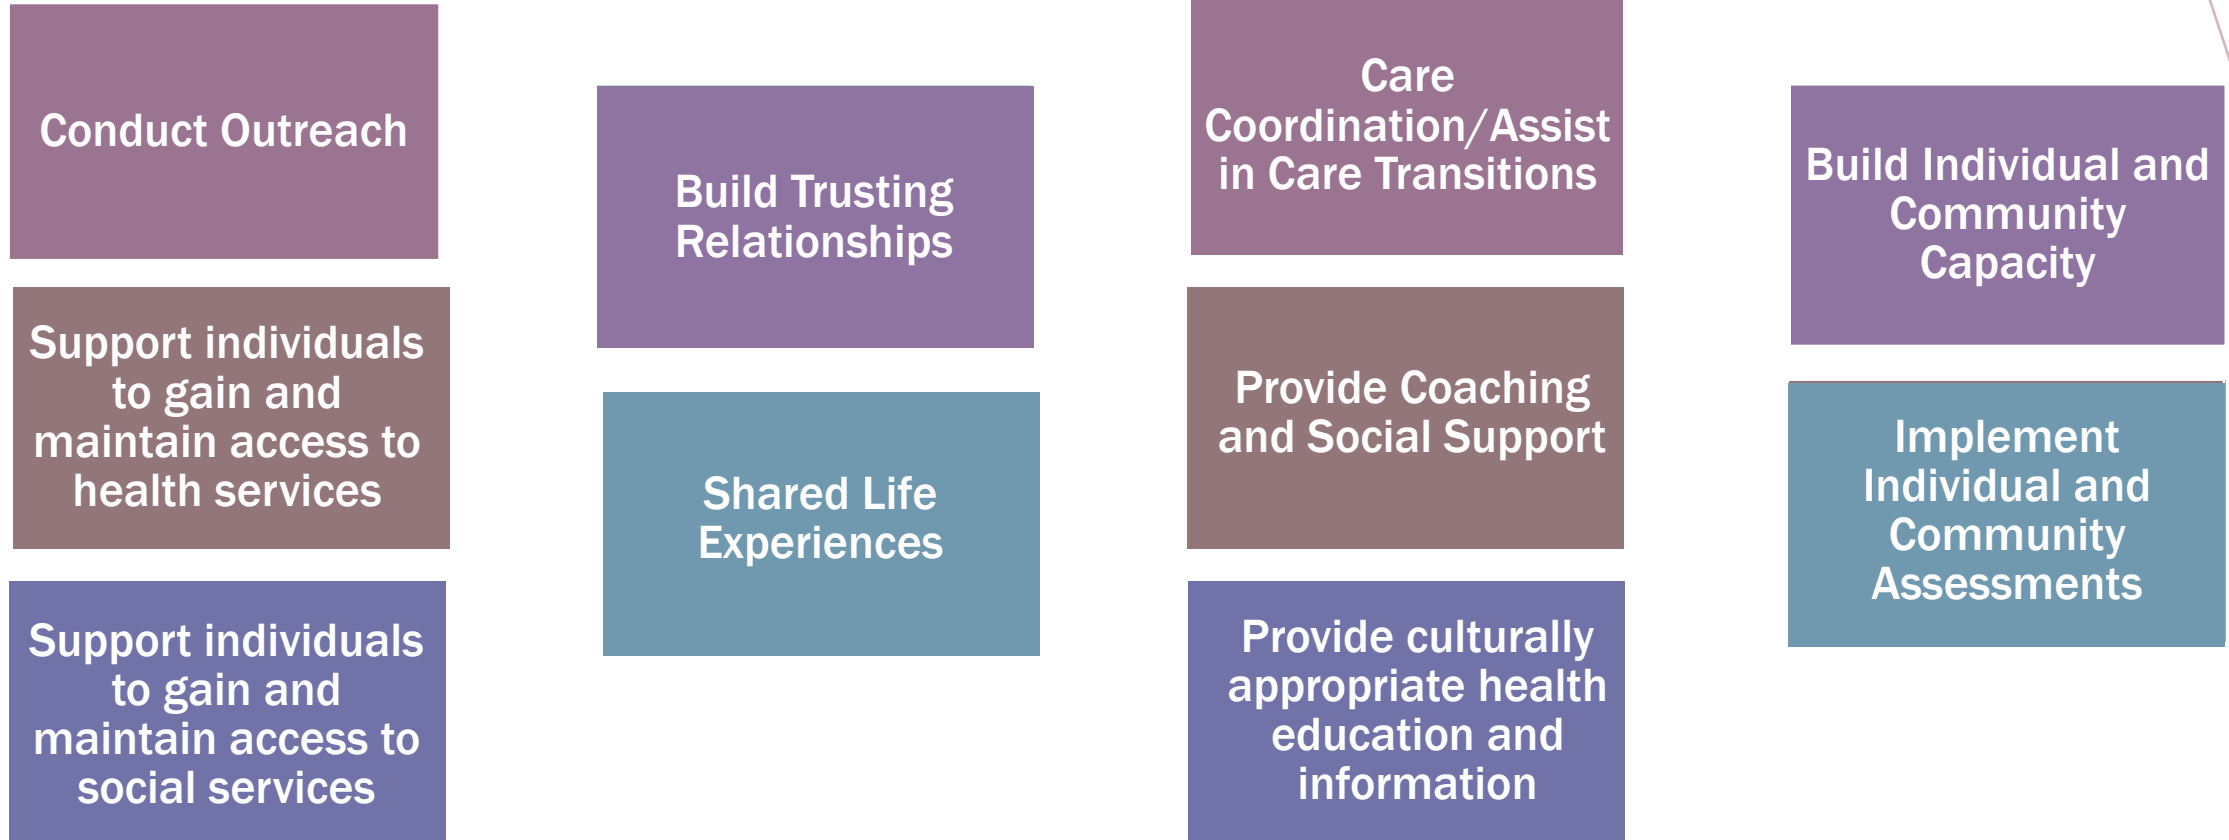 Conduct Outreach
Support individuals
to gain and
maintain access to
health services
Support individuals
to gain and
maintain access to
social services
Build Trusting
Relationships
Shared Life
Experiences
Care
Coordination/Assist
in Care Transitions
Provide Coaching
and Social Support
Provide culturally
appropriate health
education and
information
Build Individual and
Community
Capacity
Implement
Individual and
Community
Assessments